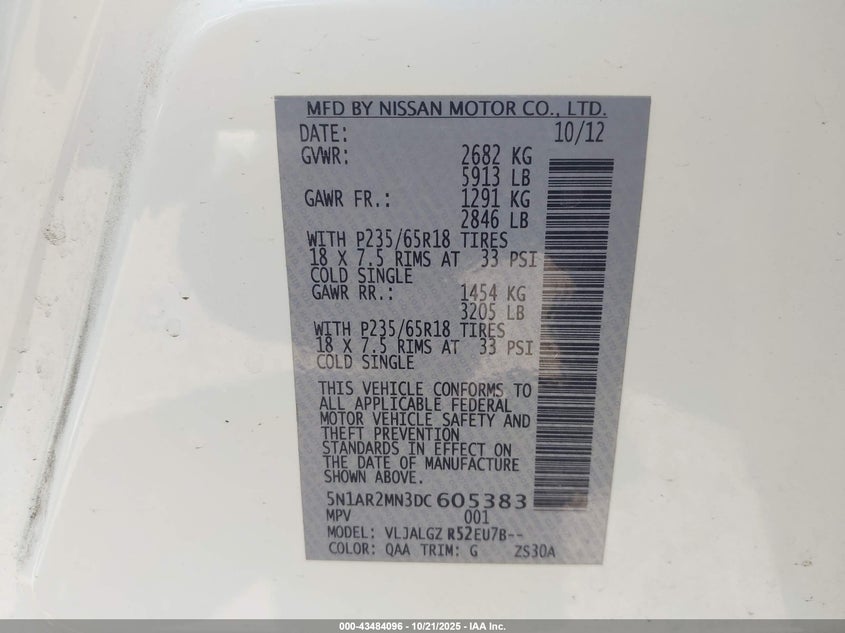 MFD BY NISSAN MOTOR CO., LTD.
DATE: 10/12
GVWR: 2682 KG
5913 LB
GAWR FR.: 1291 KG
2846 LB
WITH P235/65R18 TIRES
18 X 7.5 RIMS AT 33 PSI
COLD SINGLE
GAWR RR.: 1454 KG
3205 LB
WITH P235/65R18 TIRES
18 X 7.5 RIMS AT 33 PSI
COLD SINGLE
THIS VEHICLE CONFORMS TO
ALL APPLICABLE FEDERAL
MOTOR VEHICLE SAFETY AND
THEFT PREVENTION
STANDARDS IN EFFECT ON
THE DATE OF MANUFACTURE
SHOWN ABOVE.
5N1AR2MN3DC605383
MPV 001
MODEL: VLJALGZ R52EU7B--
COLOR: QAA TRIM: G ZS30A
000-43484096 - 10/21/2025 - IAA Inc.